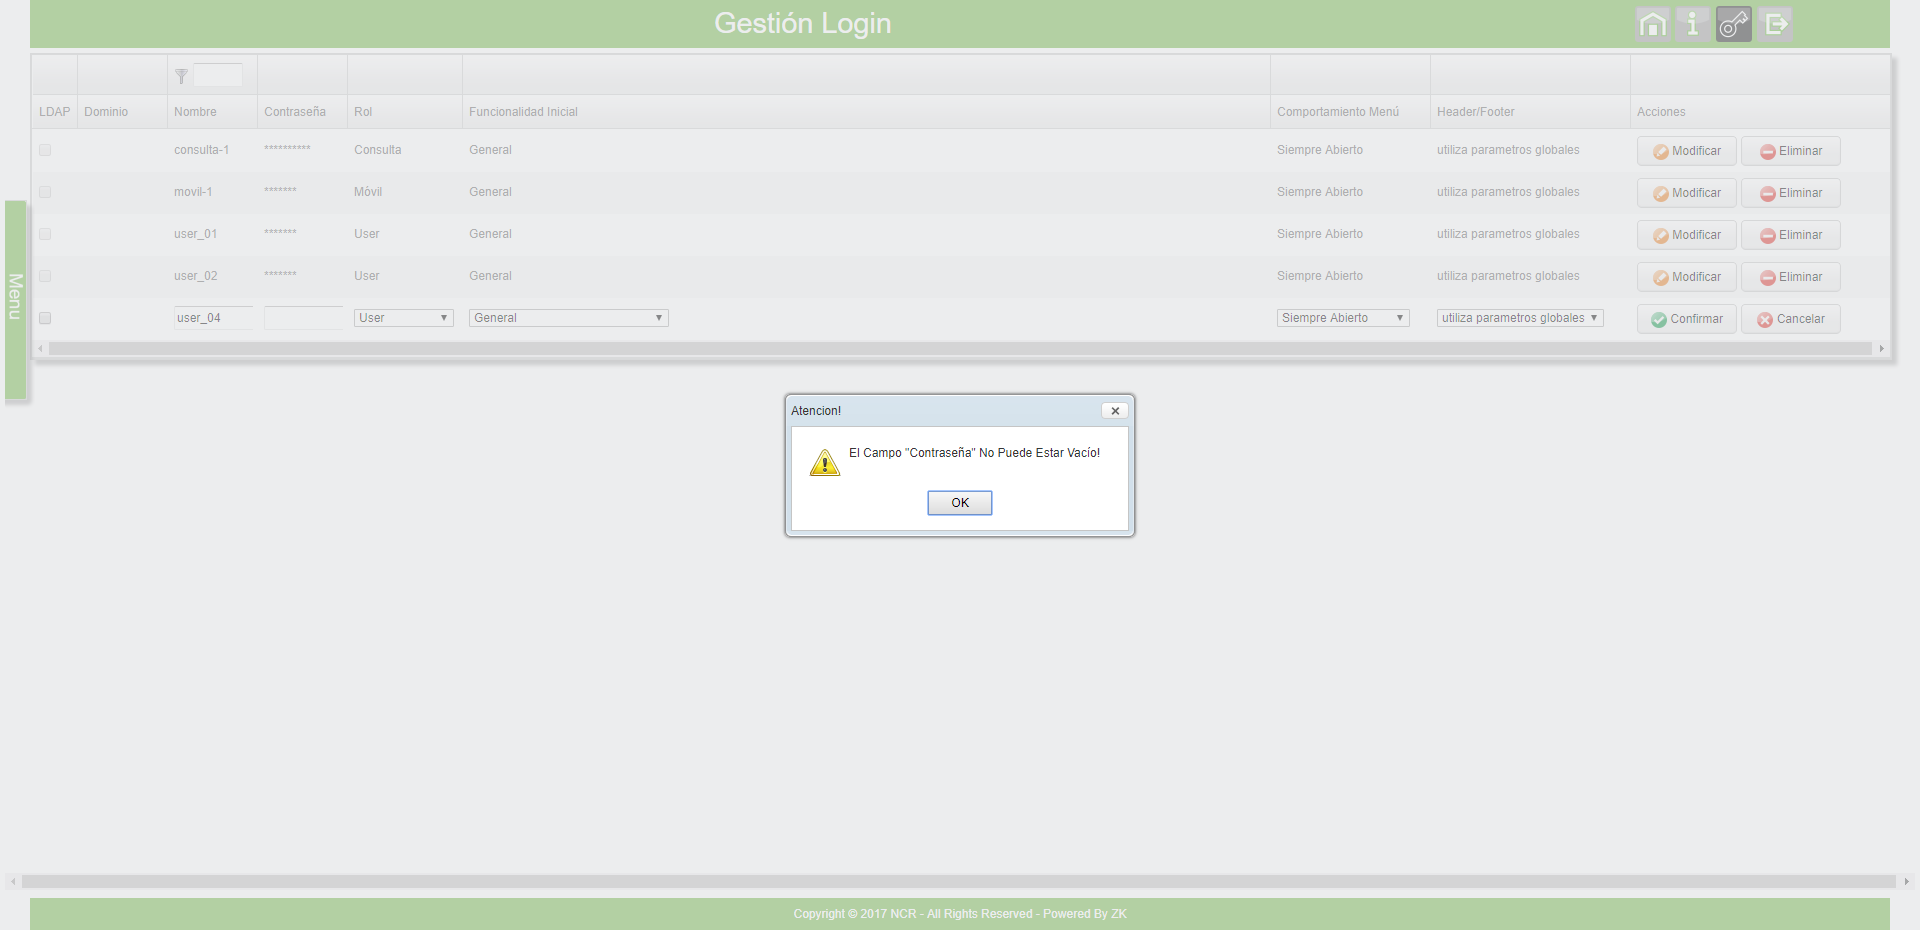 Gestión Login
LDAP Dominio Nombre Contraseña Rol Funcionalidad Inicial Comportamiento Menú Header/Footer Acciones
consulta-1 ********** Consulta General Siempre Abierto utiliza parametros globales Modificar Eliminar
movil-1 ******* Móvil General Siempre Abierto utiliza parametros globales Modificar Eliminar
user_01 ******* User General Siempre Abierto utiliza parametros globales Modificar Eliminar
user_02 ******* User General Siempre Abierto utiliza parametros globales Modificar Eliminar
user_04 User General Siempre Abierto utiliza parametros globales Confirmar Cancelar
Menu
Atencion!
El Campo "Contraseña" No Puede Estar Vacío!
OK
Copyright © 2017 NCR - All Rights Reserved - Powered By ZK